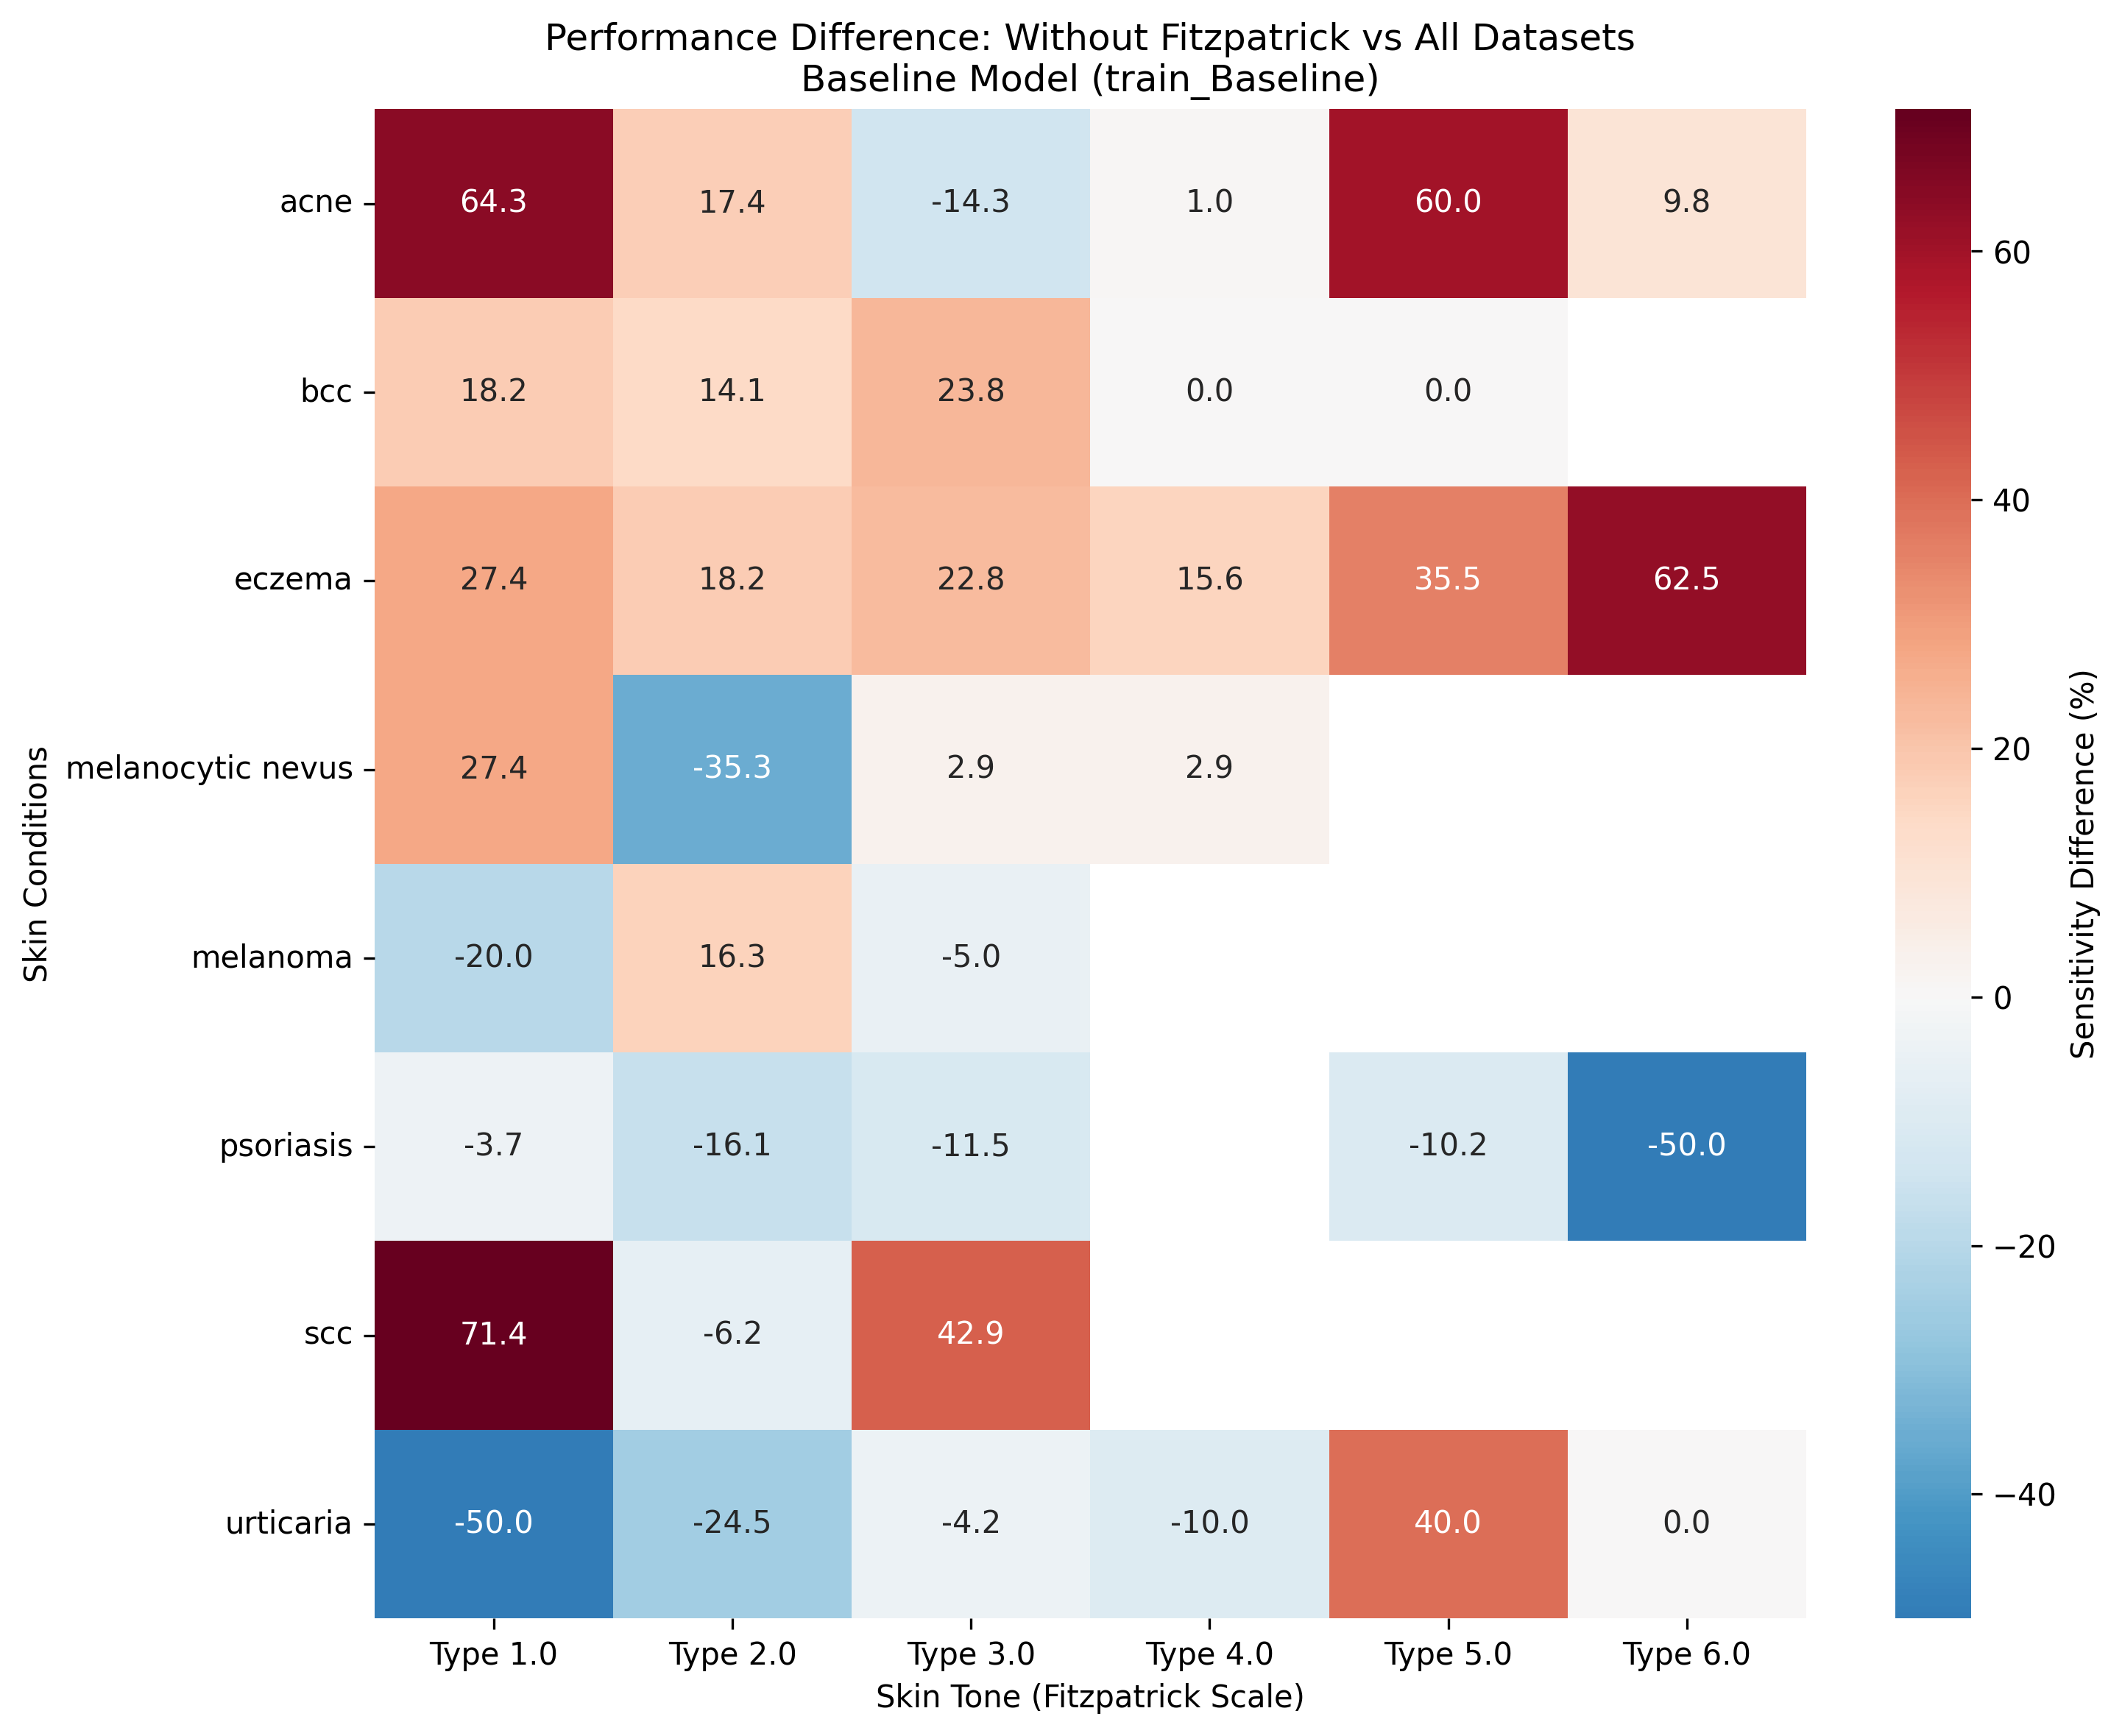 Performance Difference: Without Fitzpatrick vs All Datasets
Baseline Model (train_Baseline)
Skin Conditions
acne 64.3 17.4 -14.3 1.0 60.0 9.8
bcc 18.2 14.1 23.8 0.0 0.0
eczema 27.4 18.2 22.8 15.6 35.5 62.5
melanocytic nevus 27.4 -35.3 2.9 2.9
melanoma -20.0 16.3 -5.0
psoriasis -3.7 -16.1 -11.5 -10.2 -50.0
scc 71.4 -6.2 42.9
urticaria -50.0 -24.5 -4.2 -10.0 40.0 0.0
Type 1.0 Type 2.0 Type 3.0 Type 4.0 Type 5.0 Type 6.0
Skin Tone (Fitzpatrick Scale)
60
40
20
0
−20
−40
Sensitivity Difference (%)